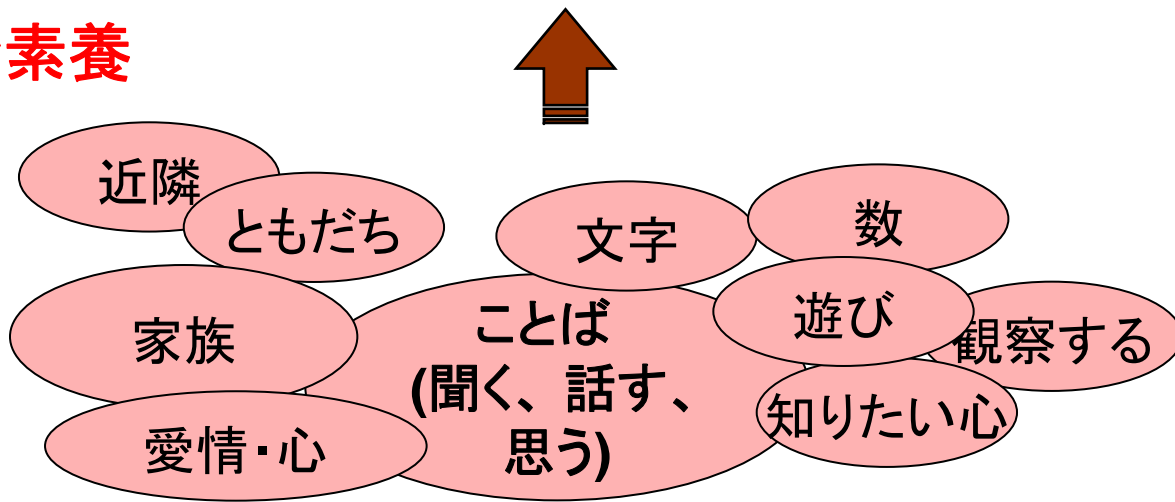 素養
近隣
ともだち
文字
数
家族
ことば
(聞く、話す、
思う)
遊び
観察する
愛情・心
知りたい心